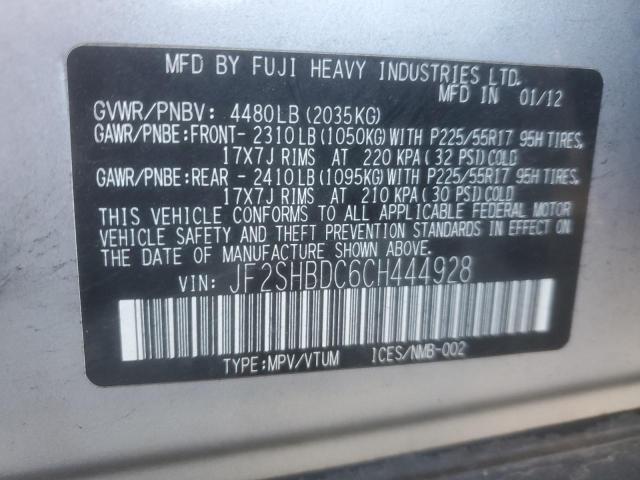 MFD BY FUJI HEAVY INDUSTRIES LTD.
MFD IN 01/12
GVWR/PNBV: 4480LB (2035KG)
GAWR/PNBE:FRONT- 2310LB (1050KG) WITH P225/55R17 95H TIRES,
17X7J RIMS AT 220 KPA (32 PSI) COLD
GAWR/PNBE:REAR - 2410LB (1095KG) WITH P225/55R17 95H TIRES,
17X7J RIMS AT 210 KPA (30 PSI) COLD
THIS VEHICLE CONFORMS TO ALL APPLICABLE FEDERAL MOTOR
VEHICLE SAFETY AND THEFT PREVENTION STANDARDS IN EFFECT ON
THE DATE OF MANUFACTURE SHOWN ABOVE.
VIN: JF2SHBDC6CH444928
TYPE:MPV/VTUM ICES/NMB-002